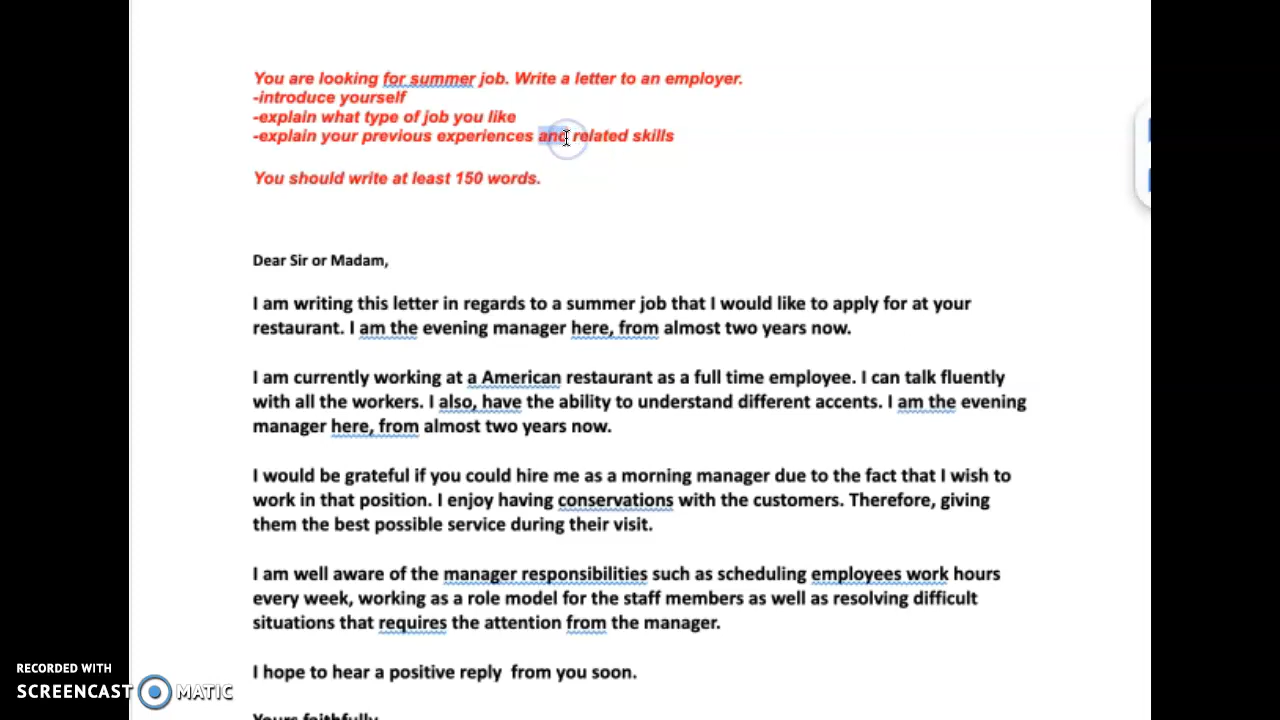 You are looking for summer job. Write a letter to an employer.
-introduce yourself
-explain what type of job you like
-explain your previous experiences and related skills
You should write at least 150 words.
Dear Sir or Madam,
I am writing this letter in regards to a summer job that I would like to apply for at your
restaurant. I am the evening manager here, from almost two years now.
I am currently working at a American restaurant as a full time employee. I can talk fluently
with all the workers. I also, have the ability to understand different accents. I am the evening
manager here, from almost two years now.
I would be grateful if you could hire me as a morning manager due to the fact that I wish to
work in that position. I enjoy having conservations with the customers. Therefore, giving
them the best possible service during their visit.
I am well aware of the manager responsibilities such as scheduling employees work hours
every week, working as a role model for the staff members as well as resolving difficult
situations that requires the attention from the manager.
I hope to hear a positive reply  from you soon.
Yours faithfully
RECORDED WITH
SCREENCAST MATIC